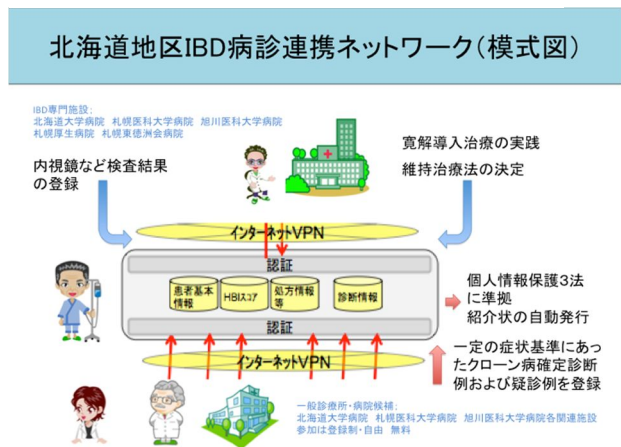 北海道地区IBD病診連携ネットワーク(模式図)
IBD専門施設:
北海道大学病院 札幌医科大学病院 旭川医科大学病院
札幌厚生病院 札幌東徳洲会病院
内視鏡など検査結果
の登録
寛解導入治療の実践
維持治療法の決定
インターネットVPN
認証
患者基本
情報
HBIスコア
処方情報
等
診断情報
認証
インターネットVPN
個人情報保護3法
に準拠
紹介状の自動発行
一定の症状基準にあっ
たクローン病確定診断
例および疑診例を登録
一般診療所・病院候補:
北海道大学病院 札幌医科大学病院 旭川医科大学病院各関連施設
参加は登録制・自由 無料